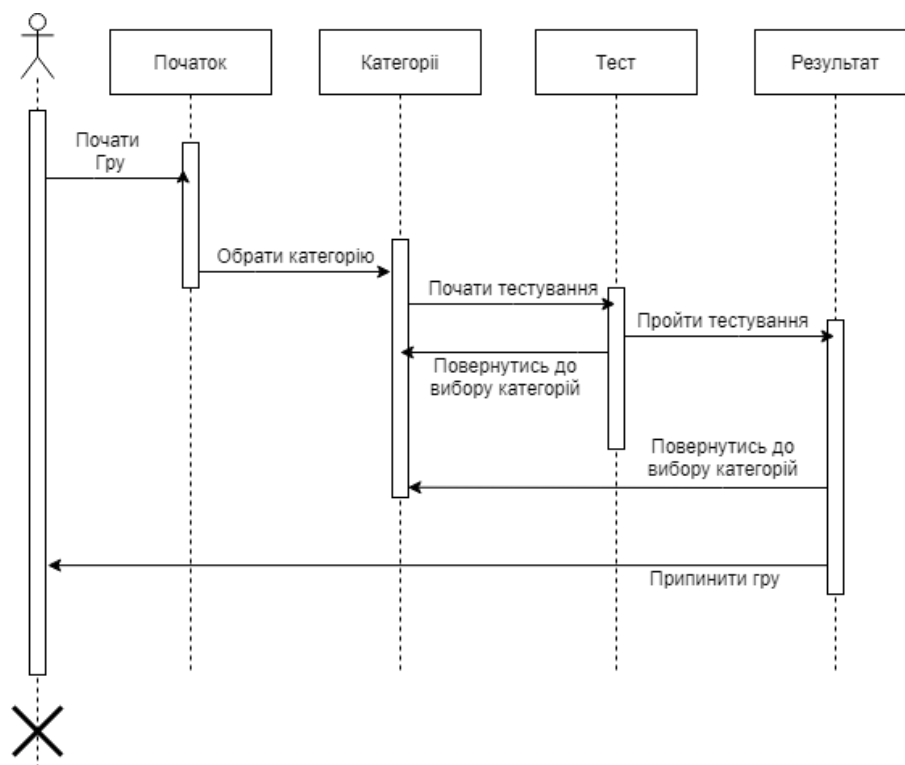 Початок
Категоріі
Тест
Результат
Почати
Гру
Обрати категорію
Почати тестування
Пройти тестування
Повернутись до
вибору категорій
Повернутись до
вибору категорій
Припинити гру